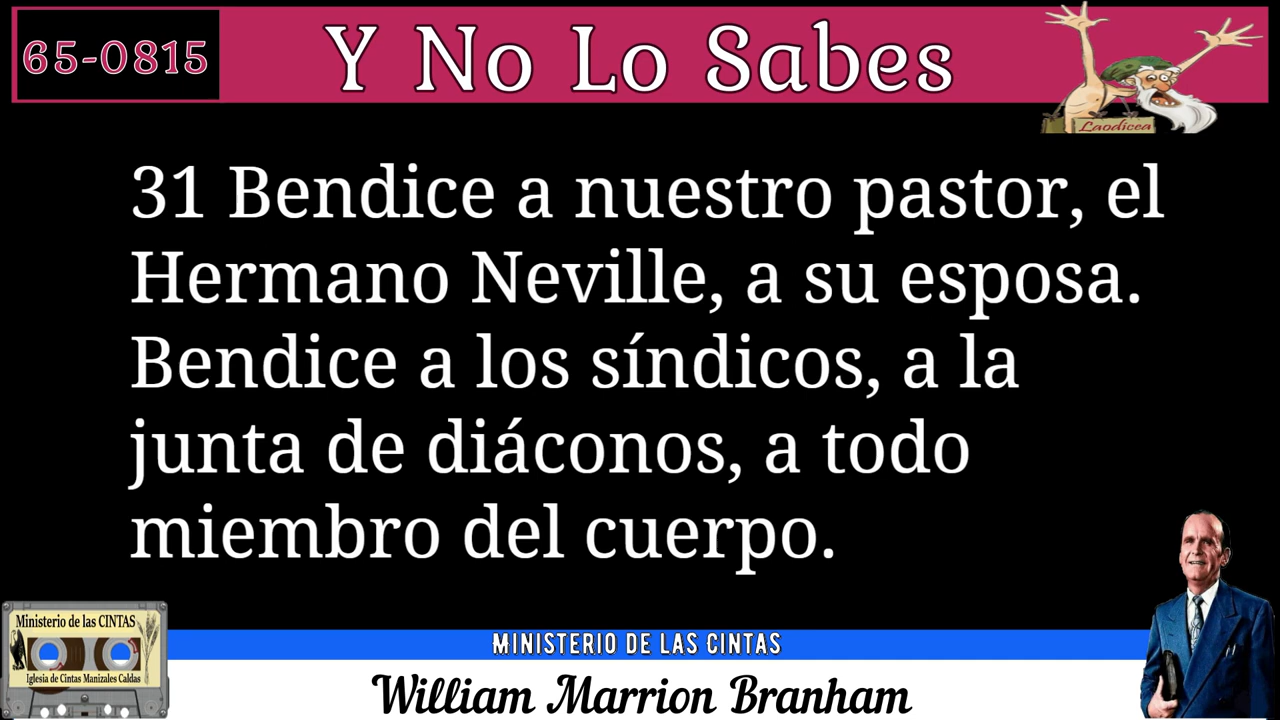 65-0815
Y No Lo Sabes
Laodicea
31 Bendice a nuestro pastor, el
Hermano Neville, a su esposa.
Bendice a los síndicos, a la
junta de diáconos, a todo
miembro del cuerpo.
Ministerio de las CINTAS
Iglesia de Cintas Manizales Caldas
MINISTERIO DE LAS CINTAS
William Marrion Branham